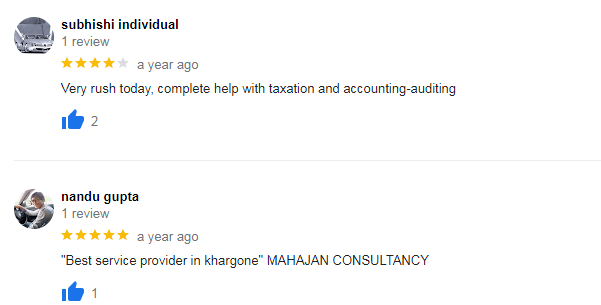 subhishi individual
1 review
a year ago
Very rush today, complete help with taxation and accounting-auditing
2
nandu gupta
1 review
a year ago
"Best service provider in khargone" MAHAJAN CONSULTANCY
1